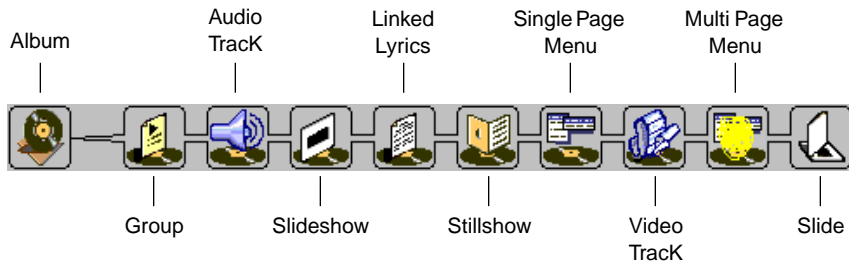 Album
Audio
TracK
Linked
Lyrics
Single Page
Menu
Multi Page
Menu
Group
Slideshow
Stillshow
Video
TracK
Slide